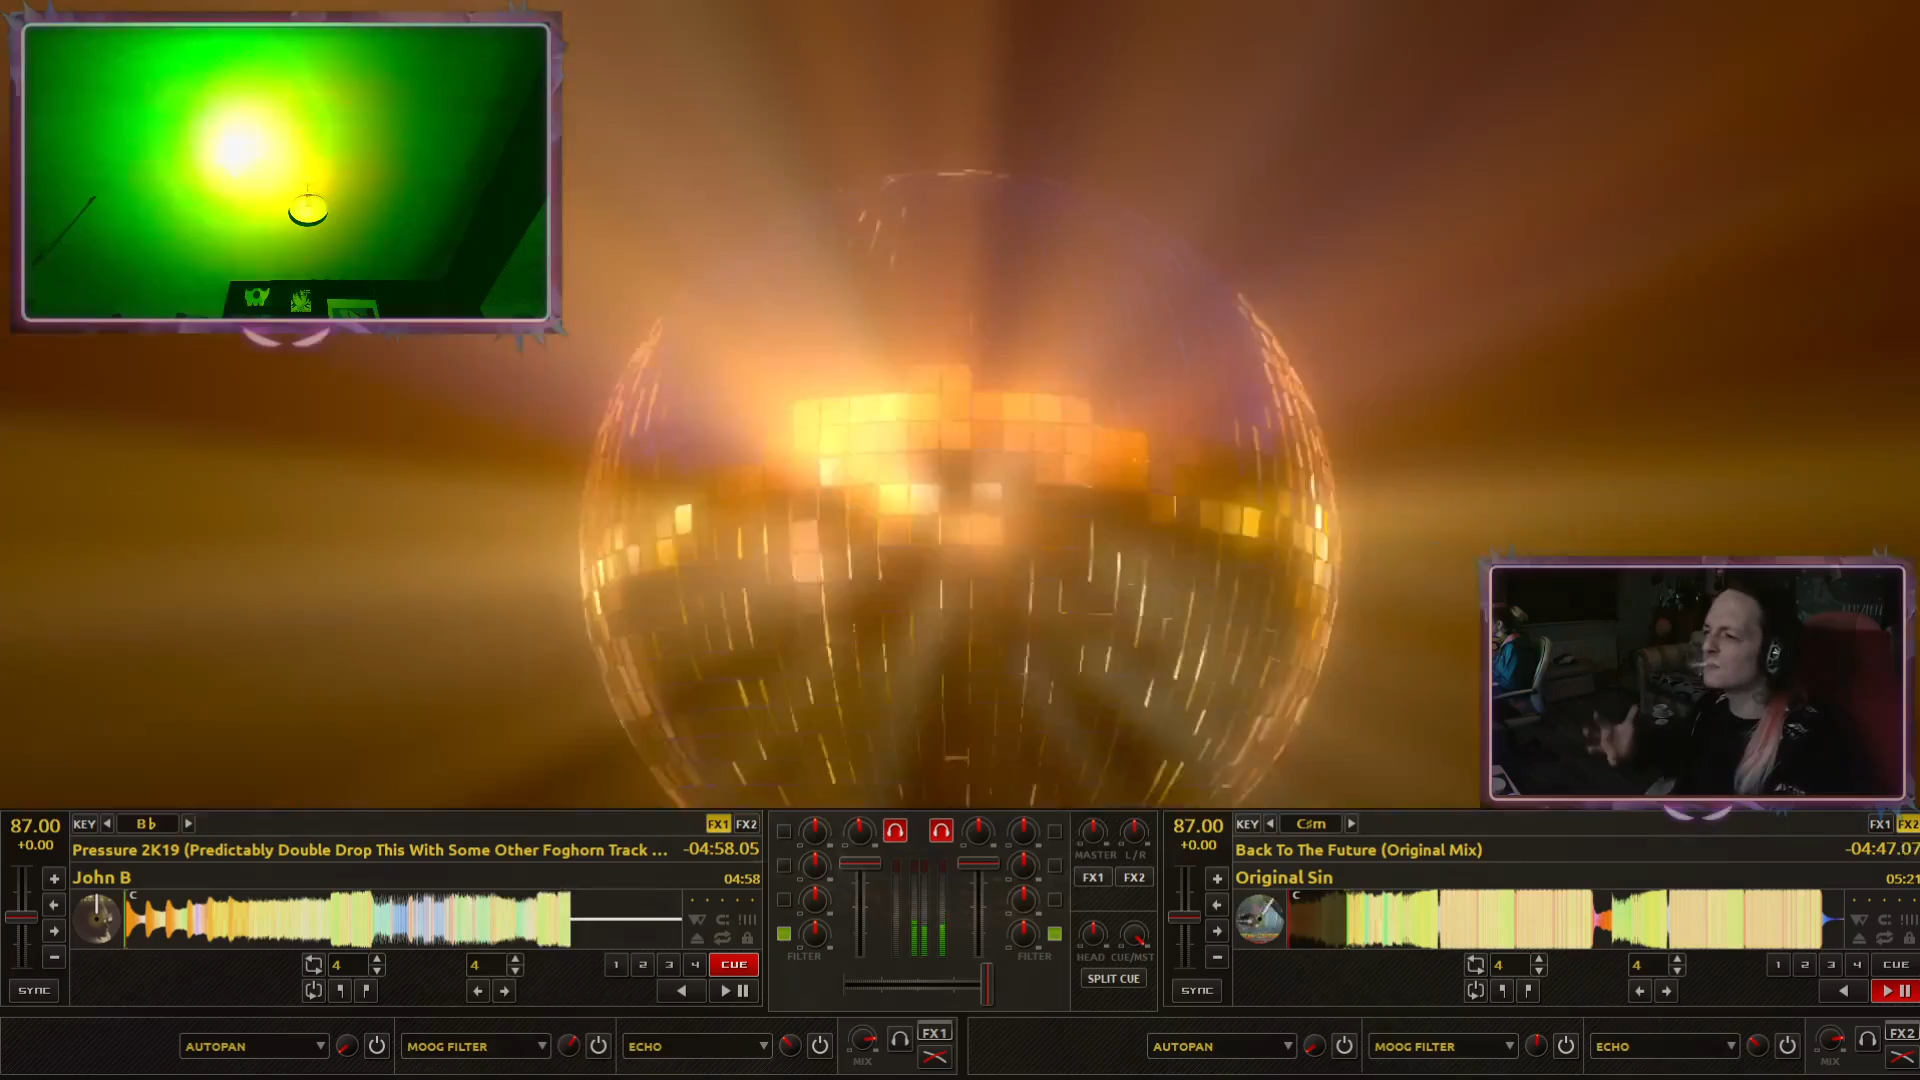 87.00
+0.00
KEY
B♭
FX1 FX2
Pressure 2K19 (Predictably Double Drop This With Some Other Foghorn Track ...
-04:58.05
John B
04:58
C
4
4
1 2 3 4 CUE
SYNC
FILTER
FILTER
MASTER L/R
FX1 FX2
HEAD CUE/MST
SPLIT CUE
87.00
+0.00
KEY
C♯m
FX1 FX2
Back To The Future (Original Mix)
-04:47.07
Original Sin
05:21
C
4
4
1 2 3 4 CUE
SYNC
AUTOPAN
MOOG FILTER
ECHO
MIX
FX1
AUTOPAN
MOOG FILTER
ECHO
MIX
FX2